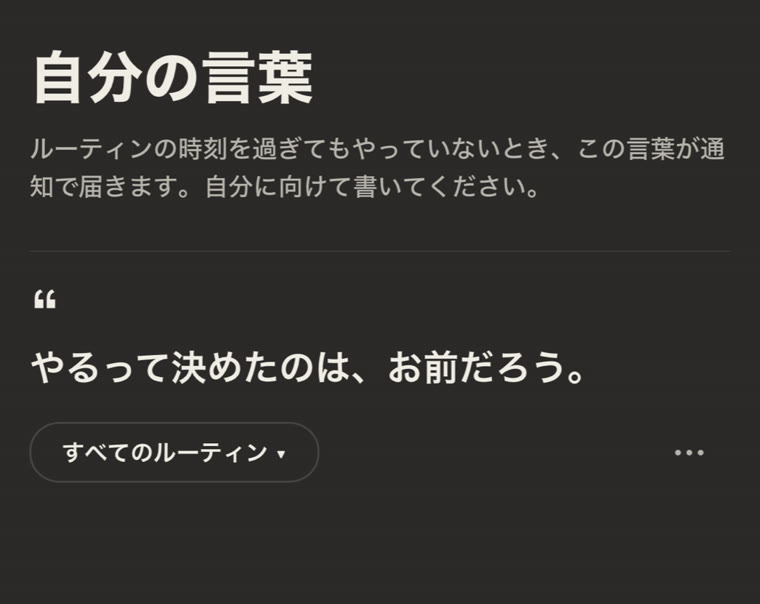 自分の言葉
ルーティンの時刻を過ぎてもやっていないとき、この言葉が通
知で届きます。自分に向けて書いてください。
“
やるって決めたのは、お前だろう。
すべてのルーティン ▾
•••